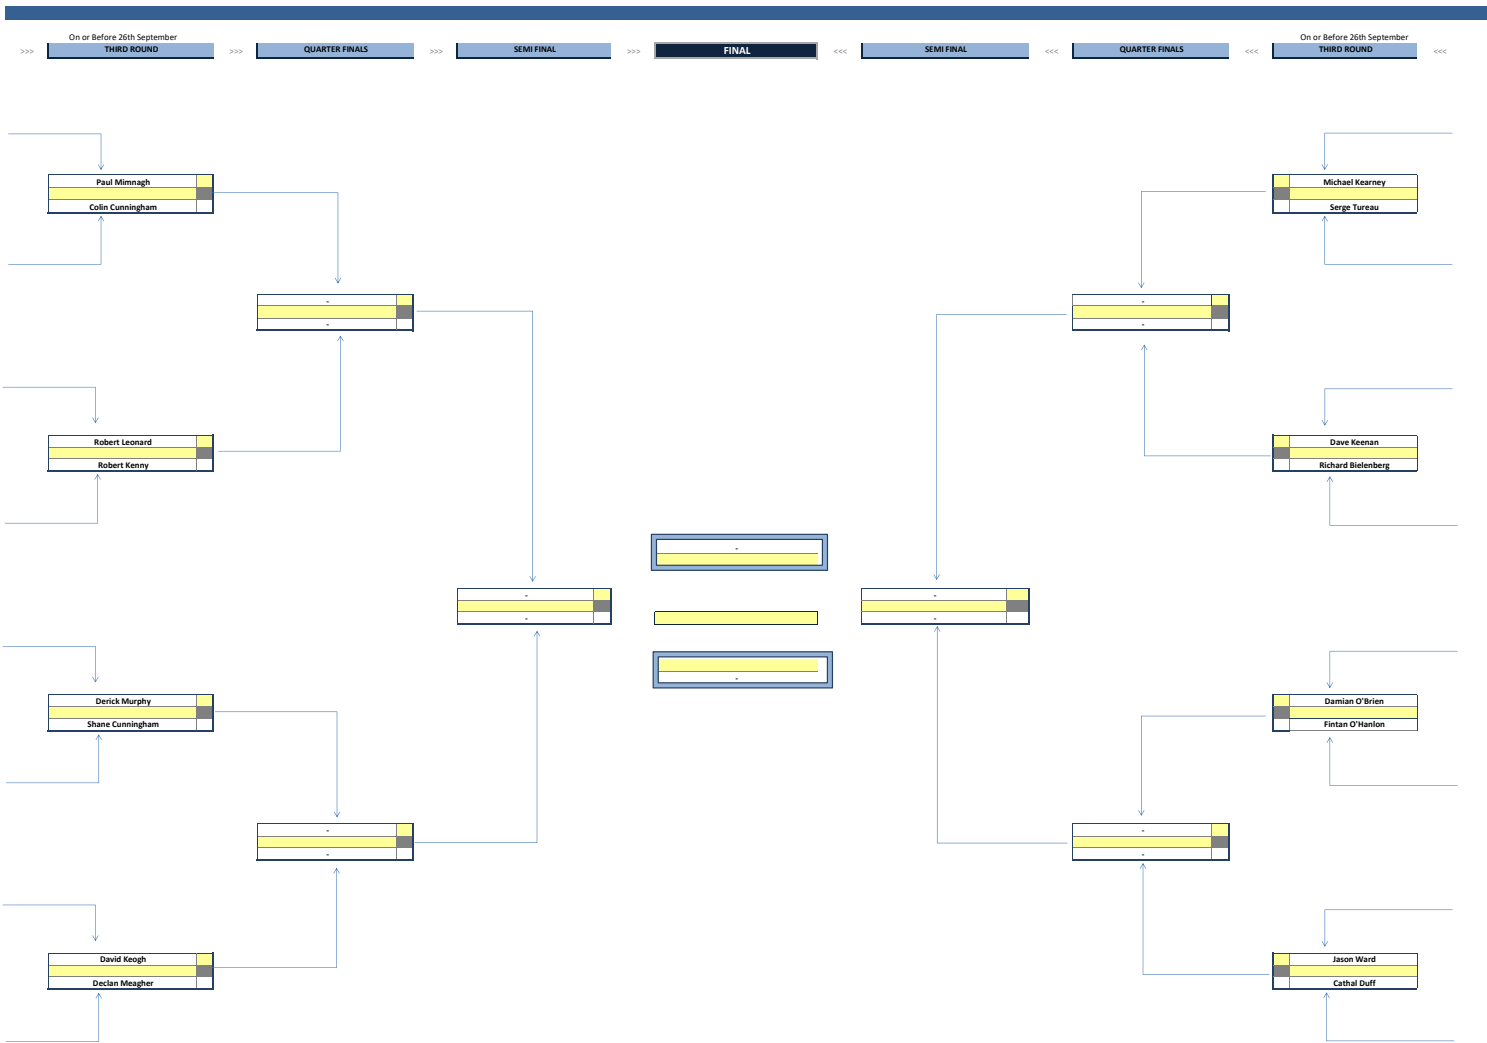 On or Before 26th September On or Before 26th September
>>> THIRD ROUND >>> QUARTER FINALS >>> SEMI FINAL >>> FINAL <<< SEMI FINAL <<< QUARTER FINALS <<< THIRD ROUND <<<
Paul Mimnagh Michael Kearney
Colin Cunningham Serge Tureau
- -
- -
Robert Leonard Dave Keenan
Robert Kenny Richard Bielenberg
-
- -
- -
-
Derick Murphy Damian O'Brien
Shane Cunningham Fintan O'Hanlon
- -
- -
David Keogh Jason Ward
Declan Meagher Cathal Duff